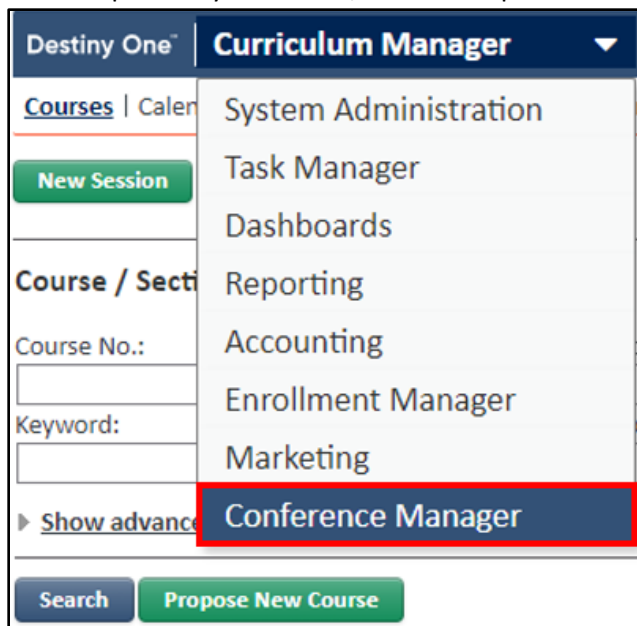 Destiny One™ | Curriculum Manager
Courses | Calen
System Administration
New Session
Task Manager
Dashboards
Course / Secti
Reporting
Course No.:
Accounting
Enrollment Manager
Keyword:
Marketing
Show advance
Conference Manager
Search
Propose New Course